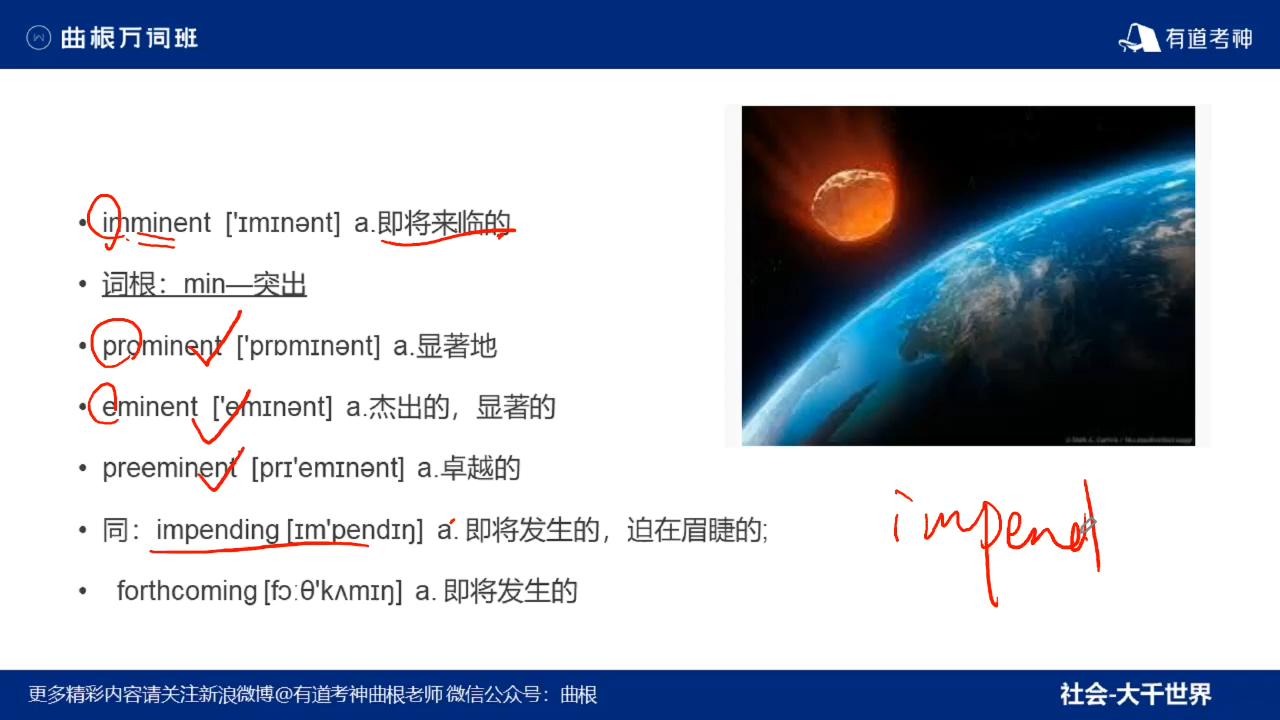 曲根万词班
有道考神
• imminent ['ɪmɪnənt] a.即将来临的
• 词根：min—突出
• prominent ['prɒmɪnənt] a.显著地
• eminent ['emɪnənt] a.杰出的，显著的
• preeminent [prɪ'emɪnənt] a.卓越的
• 同：impending [ɪm'pendɪŋ] a. 即将发生的，迫在眉睫的;
• forthcoming [fɔːθ'kʌmɪŋ] a. 即将发生的
impend
更多精彩内容请关注新浪微博@有道考神曲根老师 微信公众号：曲根
社会-大千世界